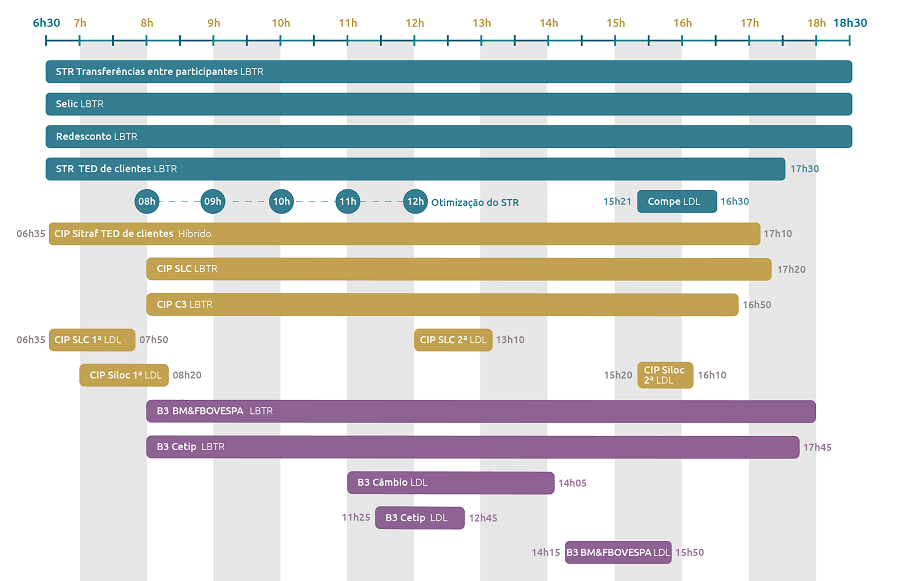 6h30 7h 8h 9h 10h 11h 12h 13h 14h 15h 16h 17h 18h 18h30
STR Transferências entre participantes LBTR
Selic LBTR
Redesconto LBTR
STR TED de clientes LBTR 17h30
08h 09h 10h 11h 12h Otimização do STR 15h21 Compe LDL 16h30
06h35 CIP Sitraf TED de clientes Híbrido 17h10
CIP SLC LBTR 17h20
CIP C3 LBTR 16h50
06h35 CIP SLC 1ª LDL 07h50 CIP SLC 2ª LDL 13h10
CIP Siloc 1ª LDL 08h20 15h20 CIP Siloc
2ª LDL 16h10
B3 BM&FBOVESPA LBTR
B3 Cetip LBTR 17h45
B3 Câmbio LDL 14h05
11h25 B3 Cetip LDL 12h45
14h15 B3 BM&FBOVESPA LDL 15h50